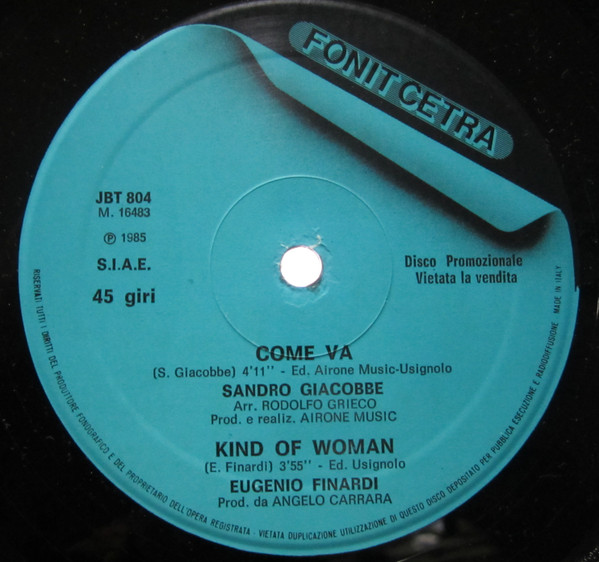 FONIT CETRA
JBT 804
M. 16483
Ⓟ 1985
S.I.A.E.
45 giri
Disco Promozionale
Vietata la vendita
COME VA
(S. Giacobbe) 4'11" - Ed. Airone Music-Usignolo
SANDRO GIACOBBE
Arr. RODOLFO GRIECO
Prod. e realiz. AIRONE MUSIC
KIND OF WOMAN
(E. Finardi) 3'55" - Ed. Usignolo
EUGENIO FINARDI
Prod. da ANGELO CARRARA
RISERVATI TUTTI I DIRITTI DEL PRODUTTORE FONOGRAFICO E DEL PROPRIETARIO DELL'OPERA REGISTRATA - VIETATA DUPLICAZIONE UTILIZZAZIONE DI QUESTO DISCO DEPOSITATO PER PUBBLICA ESECUZIONE E RADIODIFFUSIONE MADE IN ITALY